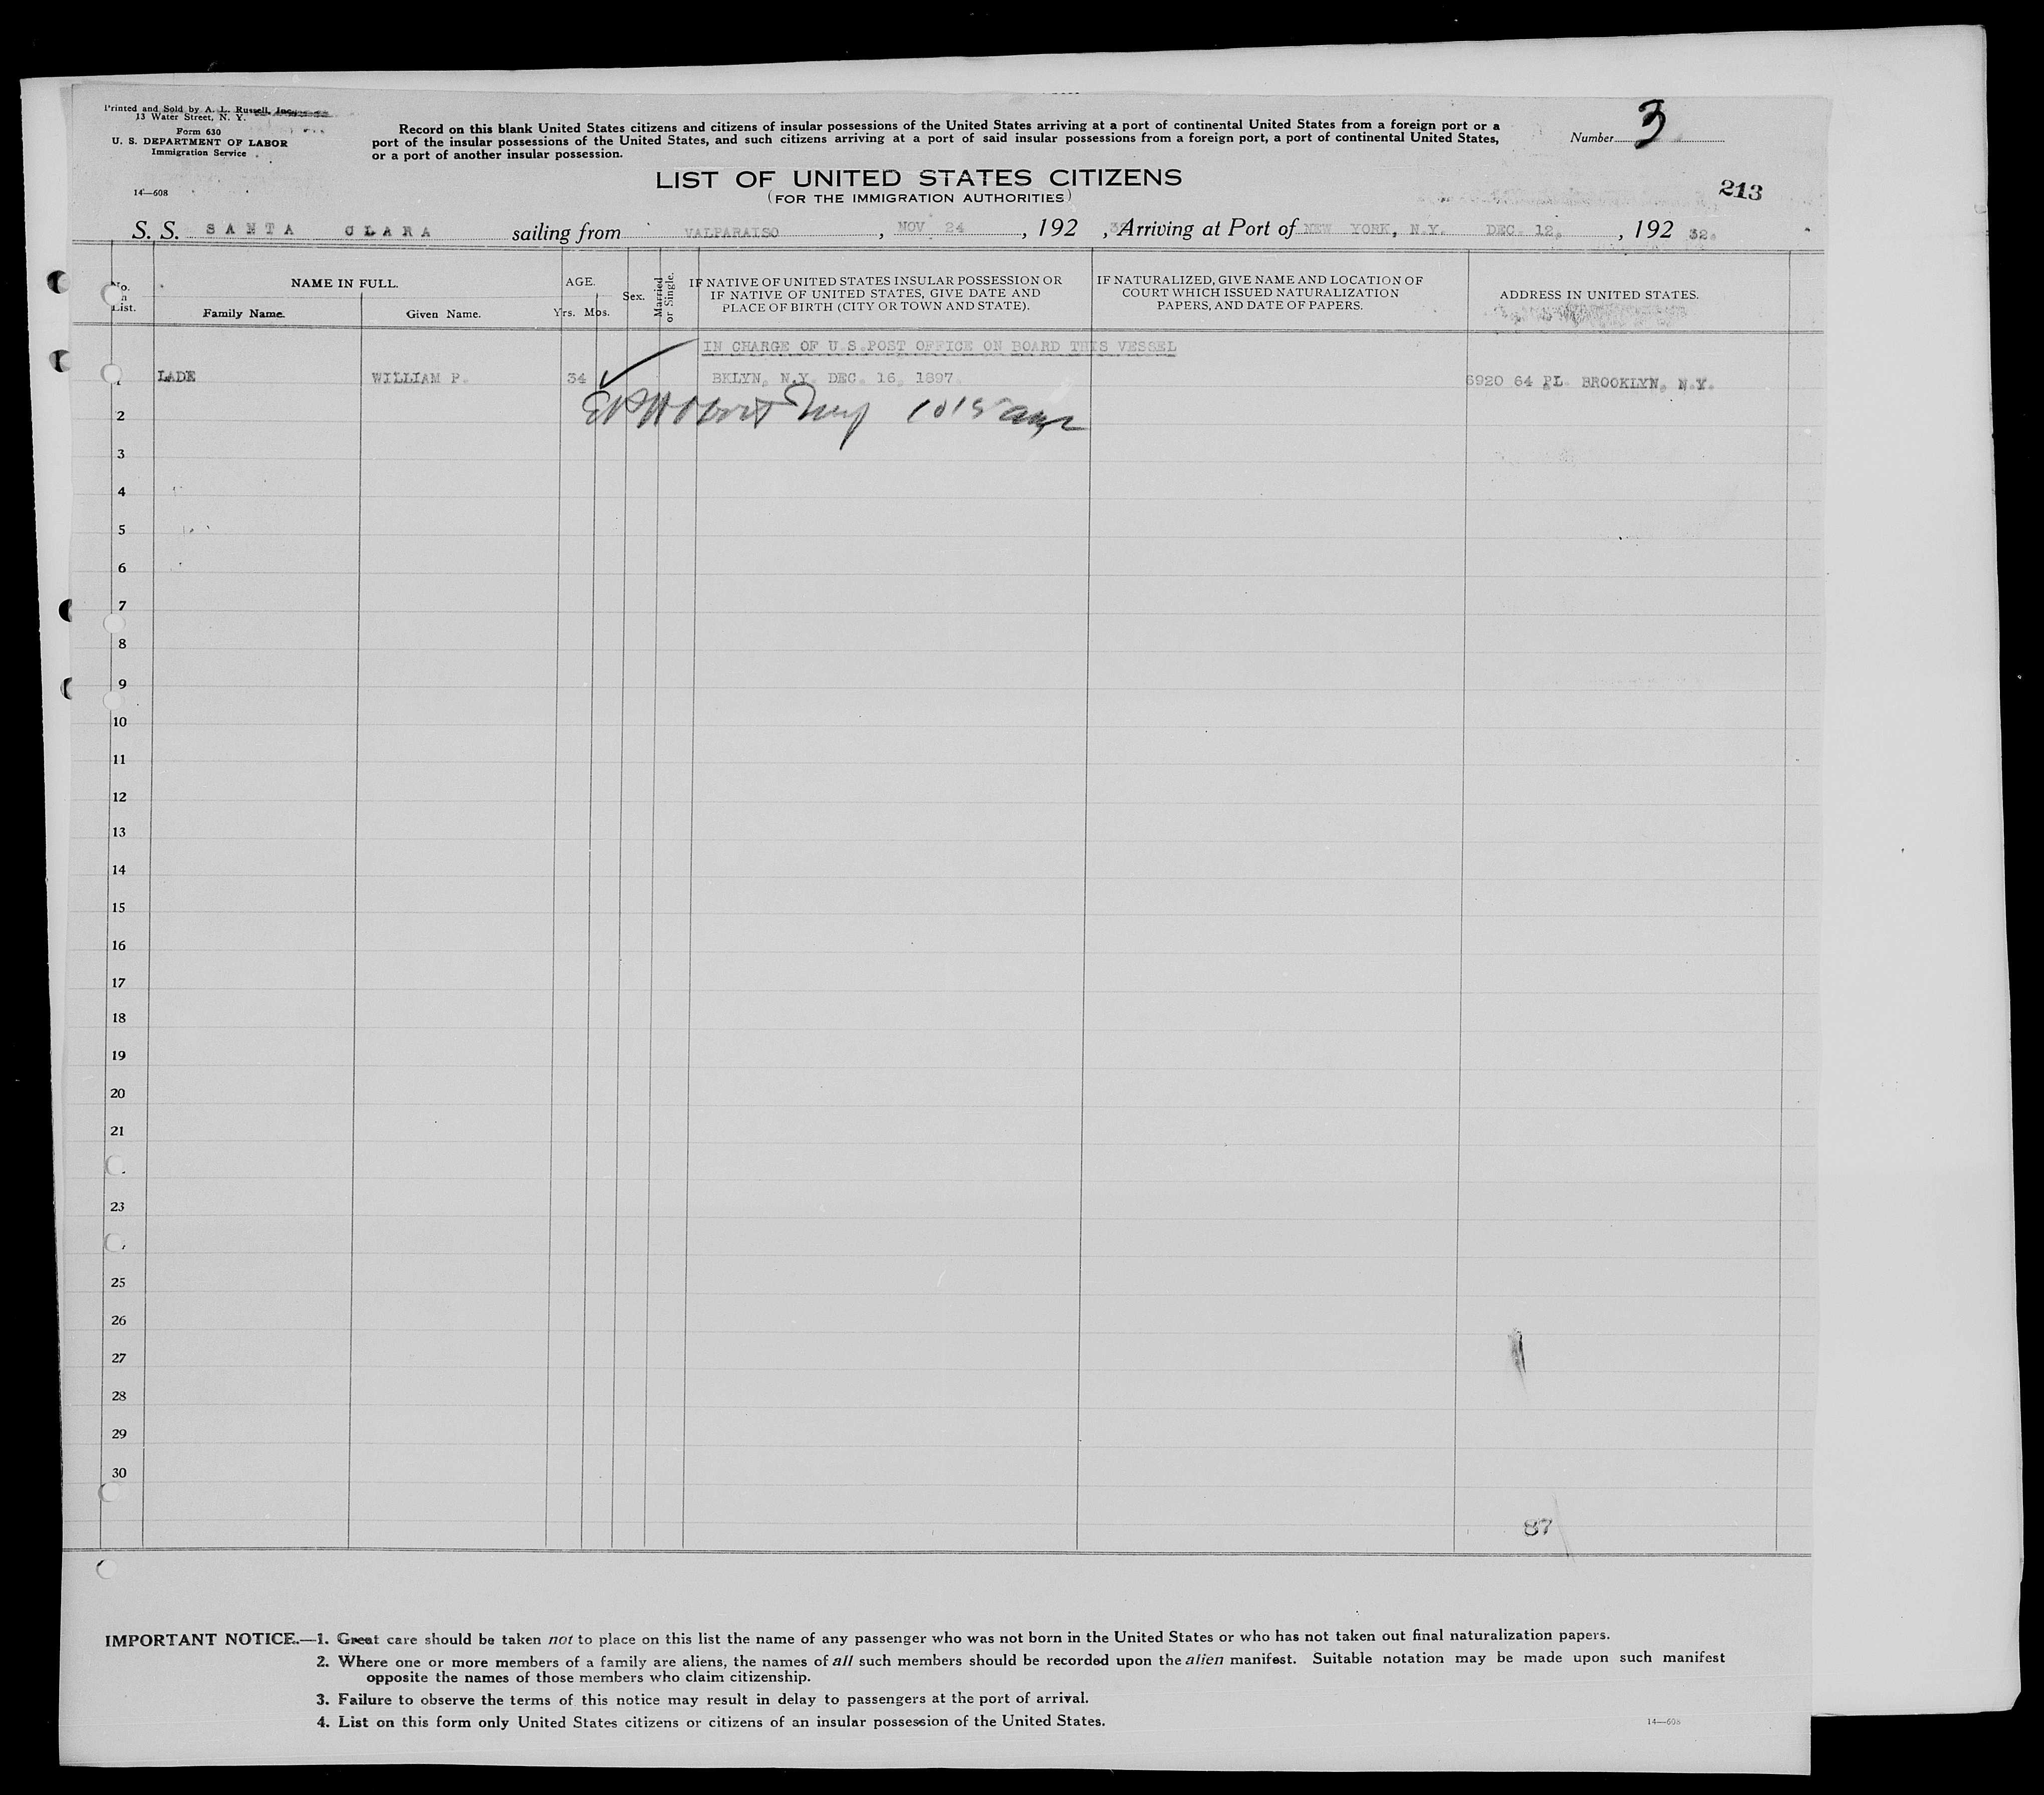 Printed and Sold by A. L. Russell, Inc.
13 Water Street, N. Y.
Form 630
U. S. DEPARTMENT OF LABOR
Immigration Service
14—608
Record on this blank United States citizens and citizens of insular possessions of the United States arriving at a port of continental United States from a foreign port or a
port of the insular possessions of the United States, and such citizens arriving at a port of said insular possessions from a foreign port, a port of continental United States,
or a port of another insular possession.
Number 3
LIST OF UNITED STATES CITIZENS
(FOR THE IMMIGRATION AUTHORITIES)
213
S. S. SANTA CLARA sailing from VALPARAISO, NOV 24, 192 , Arriving at Port of NEW YORK, N.Y. DEC. 12, 192 32.
No. List.
NAME IN FULL.
Family Name. Given Name.
AGE.
Yrs. Mos.
Sex.
Married or Single.
IF NATIVE OF UNITED STATES INSULAR POSSESSION OR
IF NATIVE OF UNITED STATES, GIVE DATE AND
PLACE OF BIRTH (CITY OR TOWN AND STATE).
IF NATURALIZED, GIVE NAME AND LOCATION OF
COURT WHICH ISSUED NATURALIZATION
PAPERS, AND DATE OF PAPERS.
ADDRESS IN UNITED STATES.
IN CHARGE OF U.S.POST OFFICE ON BOARD THIS VESSEL
LADE WILLIAM P. 34 BKLYN, N.Y. DEC. 16, 1897. 6920 64 PL. BROOKLYN, N.Y.
2
3
4
5
6
7
8
9
10
11
12
13
14
15
16
17
18
19
20
21
23
25
26
27
28
29
30
87
IMPORTANT NOTICE.—1. Great care should be taken not to place on this list the name of any passenger who was not born in the United States or who has not taken out final naturalization papers.
2. Where one or more members of a family are aliens, the names of all such members should be recorded upon the alien manifest. Suitable notation may be made upon such manifest
opposite the names of those members who claim citizenship.
3. Failure to observe the terms of this notice may result in delay to passengers at the port of arrival.
4. List on this form only United States citizens or citizens of an insular possession of the United States.
14—608